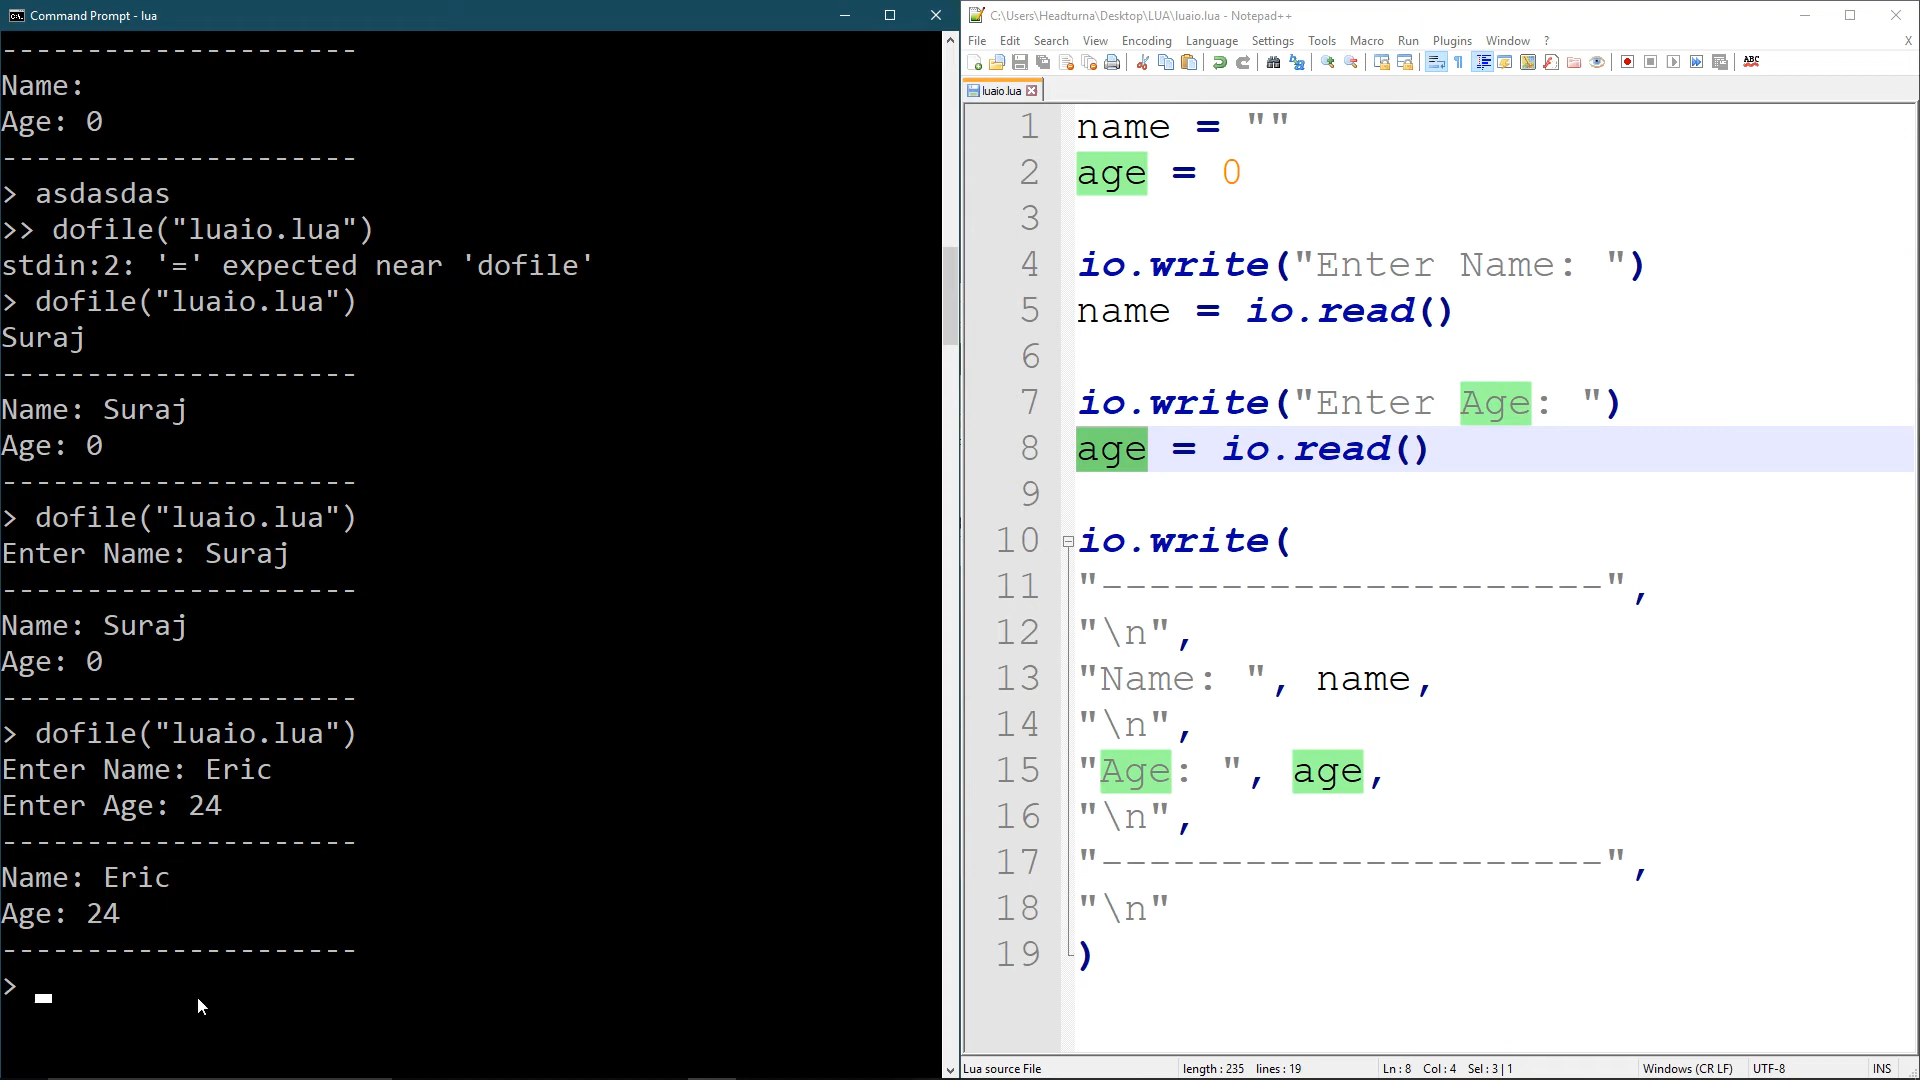 Command Prompt - lua
---------------------
Name:
Age: 0
---------------------
> asdasdas
>> dofile("luaio.lua")
stdin:2: '=' expected near 'dofile'
> dofile("luaio.lua")
Suraj
---------------------
Name: Suraj
Age: 0
---------------------
> dofile("luaio.lua")
Enter Name: Suraj
---------------------
Name: Suraj
Age: 0
---------------------
> dofile("luaio.lua")
Enter Name: Eric
Enter Age: 24
---------------------
Name: Eric
Age: 24
---------------------
>
C:\Users\Headturna\Desktop\LUA\luaio.lua - Notepad++
File Edit Search View Encoding Language Settings Tools Macro Run Plugins Window ? X
ABC
luaio.lua
1 name = ""
2 age = 0
3
4 io.write("Enter Name: ")
5 name = io.read()
6
7 io.write("Enter Age: ")
8 age = io.read()
9
10 io.write(
11 "---------------------",
12 "\n",
13 "Name: ", name,
14 "\n",
15 "Age: ", age,
16 "\n",
17 "---------------------",
18 "\n"
19 )
Lua source File length : 235 lines : 19 Ln : 8 Col : 4 Sel : 3 | 1 Windows (CR LF) UTF-8 INS